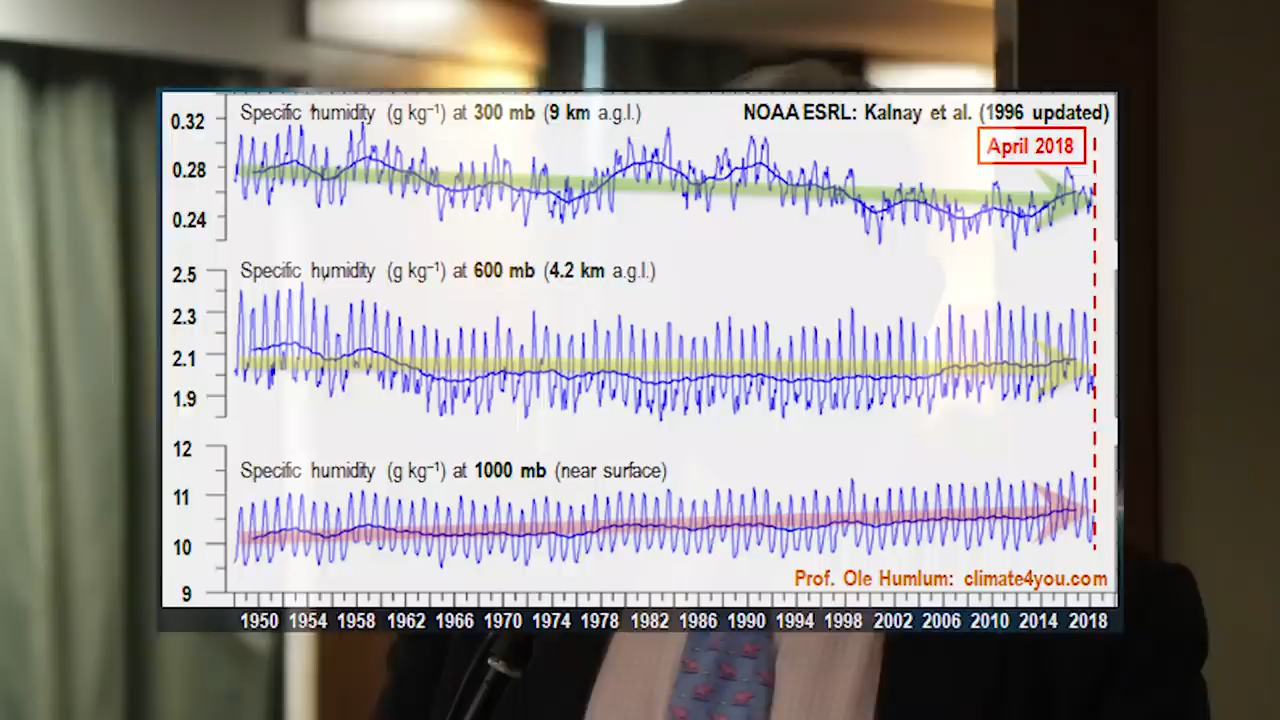 Specific humidity (g kg⁻¹) at 300 mb (9 km a.g.l.)
NOAA ESRL: Kalnay et al. (1996 updated)
April 2018
0.32
0.28
0.24
Specific humidity (g kg⁻¹) at 600 mb (4.2 km a.g.l.)
2.5
2.3
2.1
1.9
12
Specific humidity (g kg⁻¹) at 1000 mb (near surface)
11
10
9
Prof. Ole Humlum: climate4you.com
1950 1954 1958 1962 1966 1970 1974 1978 1982 1986 1990 1994 1998 2002 2006 2010 2014 2018